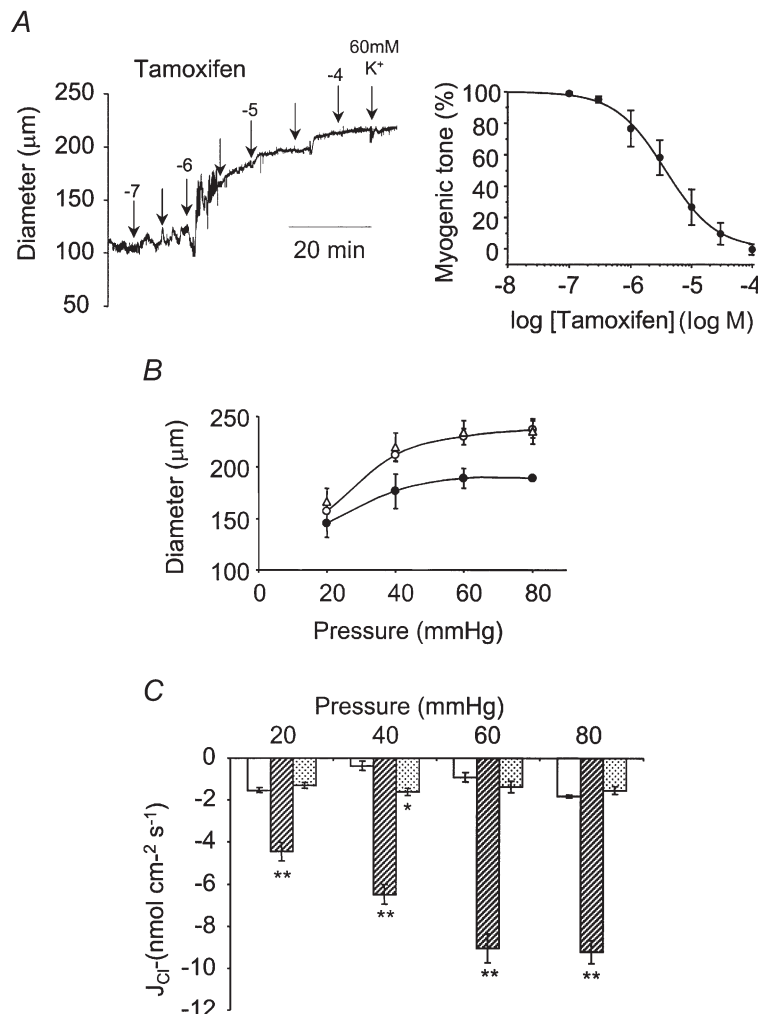 A
Tamoxifen
60mM
K+
-4
-5
-6
-7
250
200
150
100
50
Diameter (μm)
20 min
100
80
60
40
20
0
Myogenic tone (%)
-8 -7 -6 -5 -4
log [Tamoxifen] (log M)
B
250
200
150
100
Diameter (μm)
0 20 40 60 80
Pressure (mmHg)
C
Pressure (mmHg)
20 40 60 80
0
-2
-4
-6
-8
-10
-12
JCl-(nmol cm-2 s-1)
**
**
*
**
**